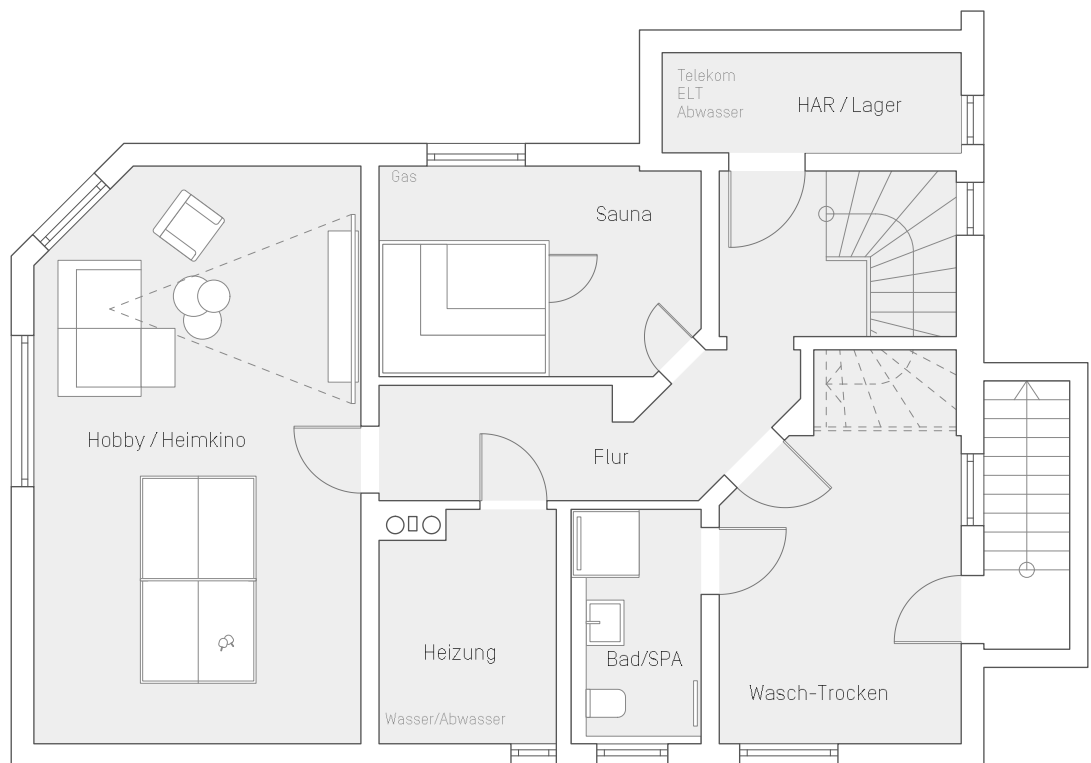 Telekom
ELT
Abwasser
HAR / Lager
Gas
Sauna
Hobby / Heimkino
Flur
Heizung
Bad/SPA
Wasch-Trocken
Wasser/Abwasser